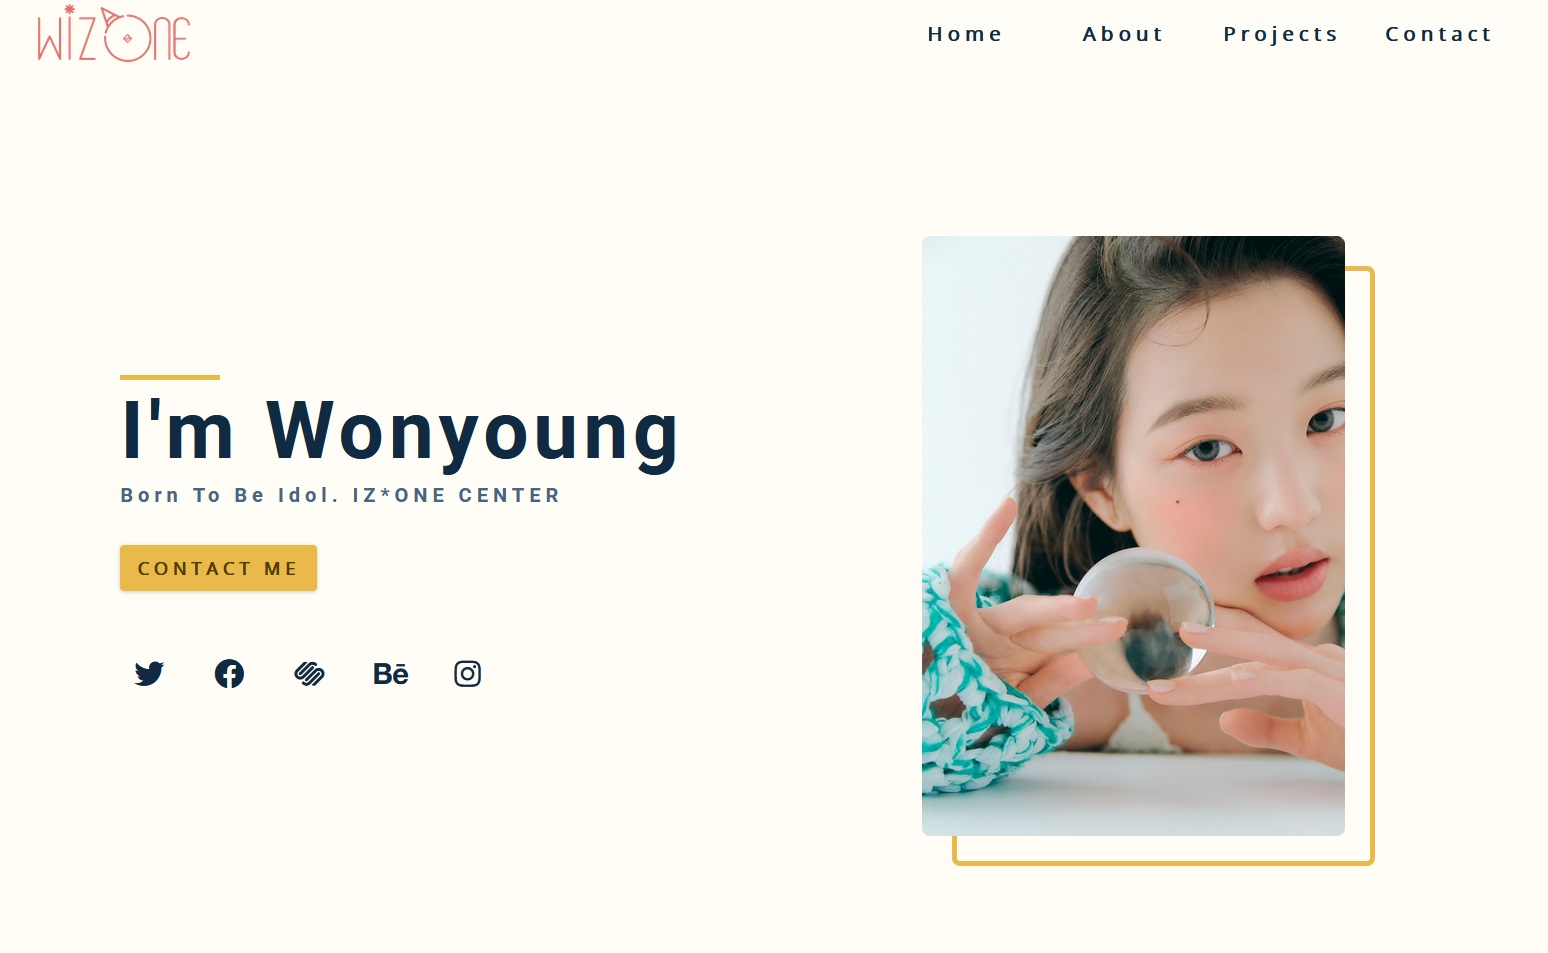 WIZONE
Home About Projects Contact
I'm Wonyoung
Born To Be Idol. IZ*ONE CENTER
CONTACT ME
Bē